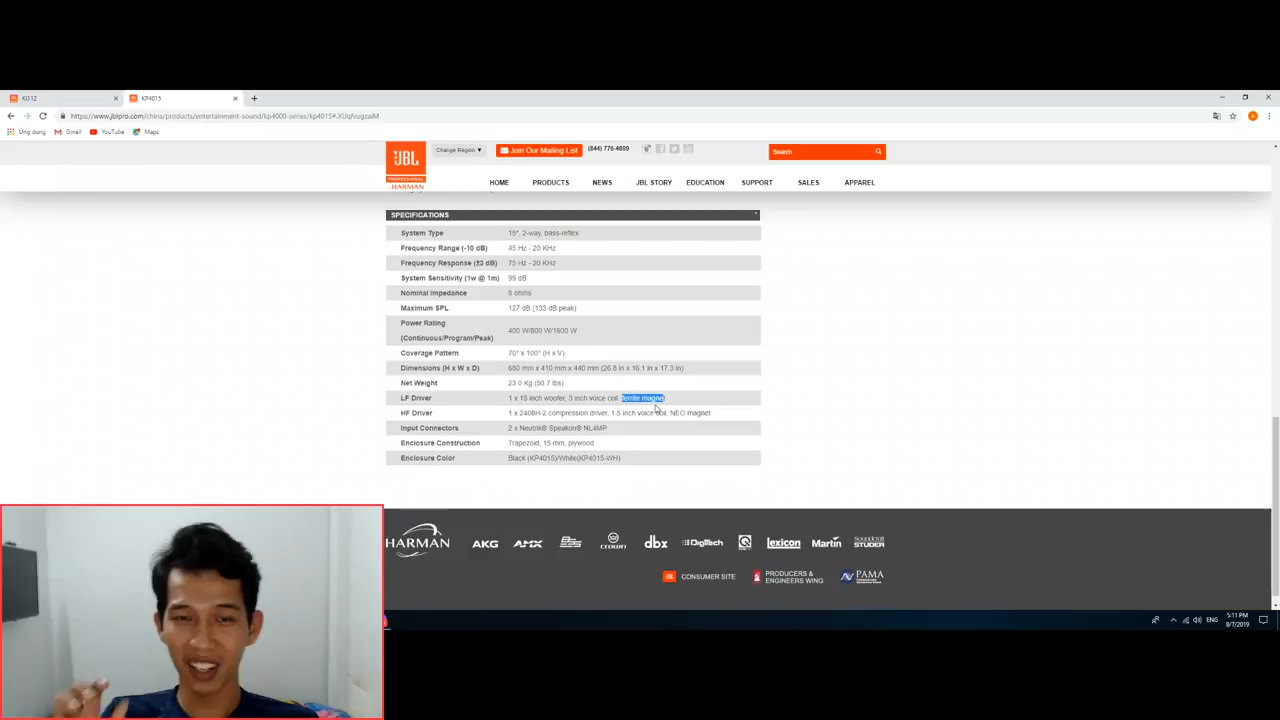 Ki312
KP4015
https://www.jblpro.com/china/products/entertainment-sound/kp4000-series/kp4015#.XUqfvugzaiM
Ứng dụng
Gmail
YouTube
Maps
JBL
PROFESSIONAL
HARMAN
Change Region ▼
Join Our Mailing List
(844) 776-4899
Search
HOME
PRODUCTS
NEWS
JBL STORY
EDUCATION
SUPPORT
SALES
APPAREL
SPECIFICATIONS
System Type 15", 2-way, bass-reflex
Frequency Range (-10 dB) 45 Hz - 20 KHz
Frequency Response (±3 dB) 75 Hz - 20 KHz
System Sensitivity (1w @ 1m) 99 dB
Nominal Impedance 8 ohms
Maximum SPL 127 dB (133 dB peak)
Power Rating
(Continuous/Program/Peak) 400 W/800 W/1600 W
Coverage Pattern 70° x 100° (H x V)
Dimensions (H x W x D) 680 mm x 410 mm x 440 mm (26.8 in x 16.1 in x 17.3 in)
Net Weight 23.0 Kg (50.7 lbs)
LF Driver 1 x 15 inch woofer, 3 inch voice coil, ferrite magnet
HF Driver 1 x 2408H-2 compression driver, 1.5 inch voice coil, NEO magnet
Input Connectors 2 x Neutrik® Speakon® NL4MP
Enclosure Construction Trapezoid, 15 mm, plywood
Enclosure Color Black (KP4015)/White(KP4015-WH)
HARMAN
AKG
AMX
BSS
crown
dbx
DigiTech
lexicon
Martin
Soundcraft
STUDER
JBL
CONSUMER SITE
PRODUCERS &
ENGINEERS WING
PAMA
ENG
5:11 PM
8/7/2019